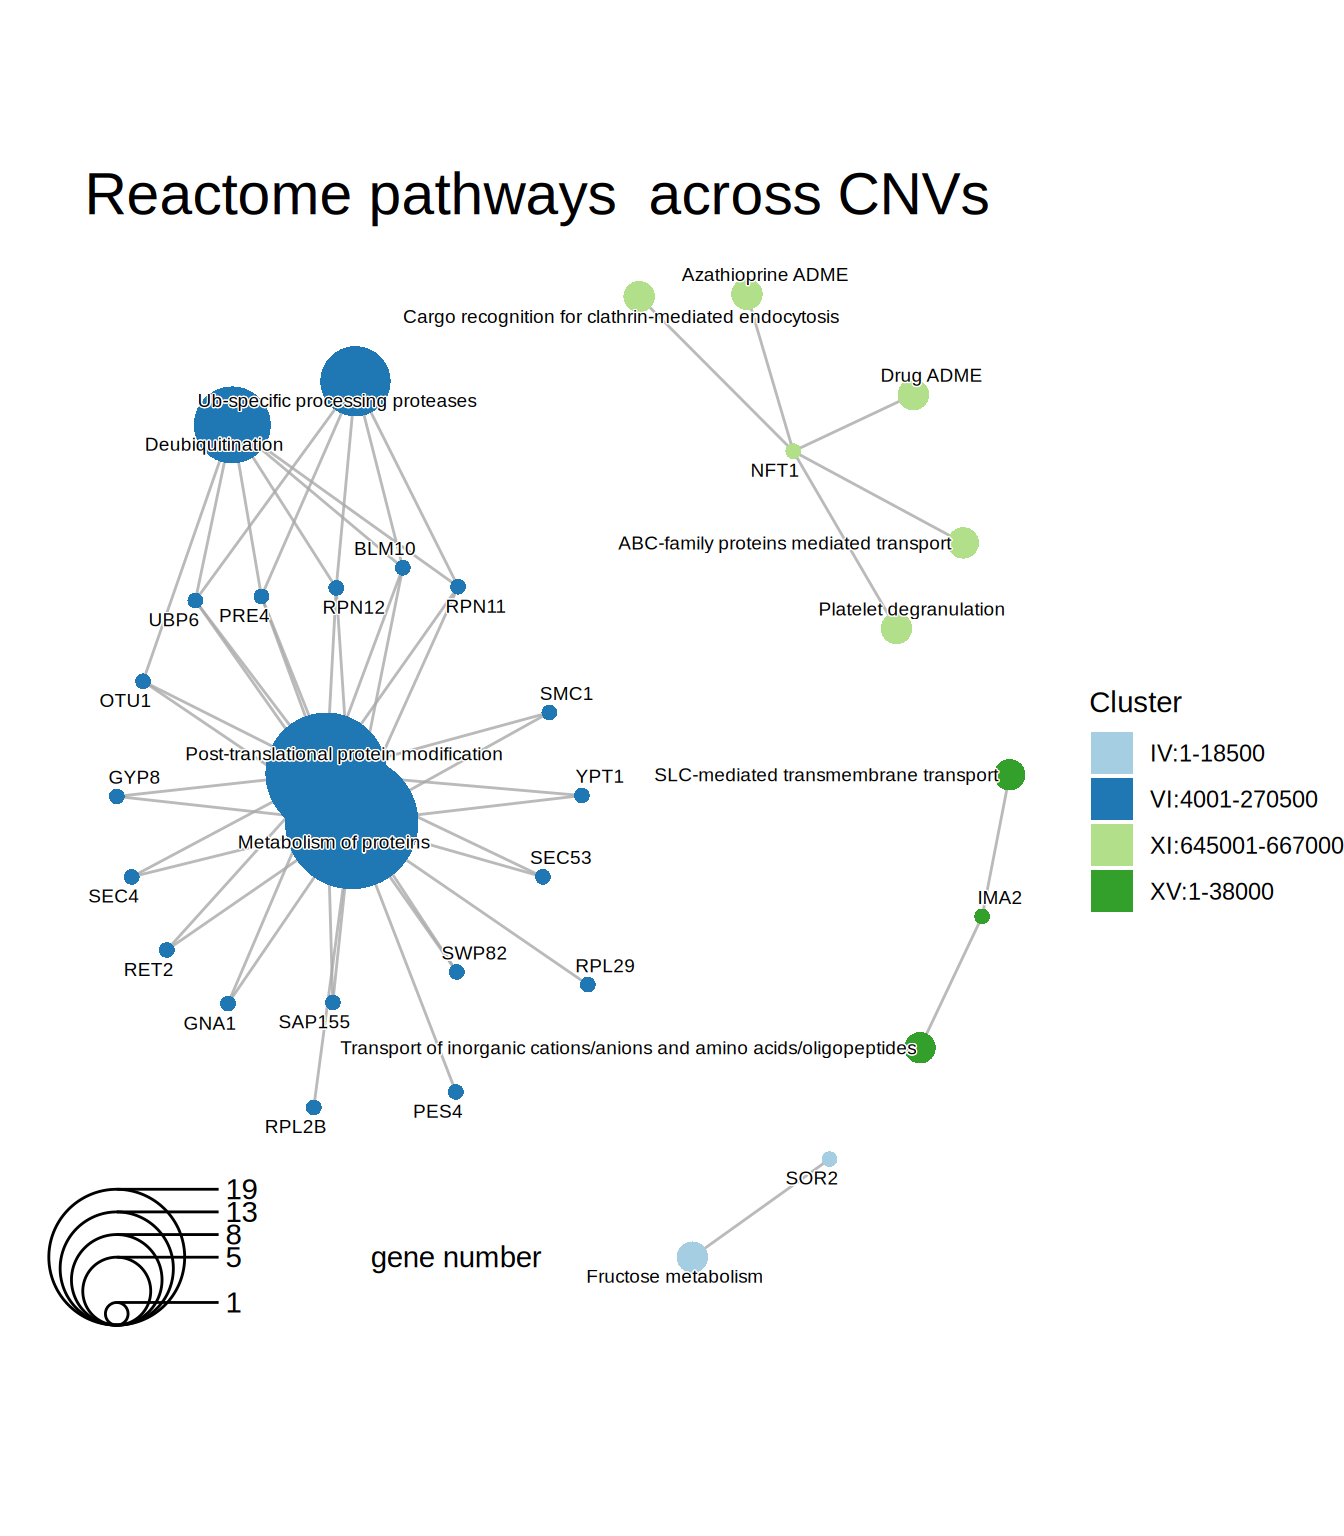 Reactome pathways  across CNVs
Azathioprine ADME
Cargo recognition for clathrin-mediated endocytosis
Drug ADME
Ub-specific processing proteases
Deubiquitination
NFT1
ABC-family proteins mediated transport
BLM10
UBP6
PRE4
RPN12
RPN11
Platelet degranulation
OTU1
SMC1
Cluster
Post-translational protein modification
IV:1-18500
GYP8
YPT1
SLC-mediated transmembrane transport
VI:4001-270500
Metabolism of proteins
XI:645001-667000
SEC53
SEC4
IMA2
XV:1-38000
SWP82
RPL29
RET2
GNA1
SAP155
Transport of inorganic cations/anions and amino acids/oligopeptides
PES4
RPL2B
SOR2
19
13
8
5
1
gene number
Fructose metabolism